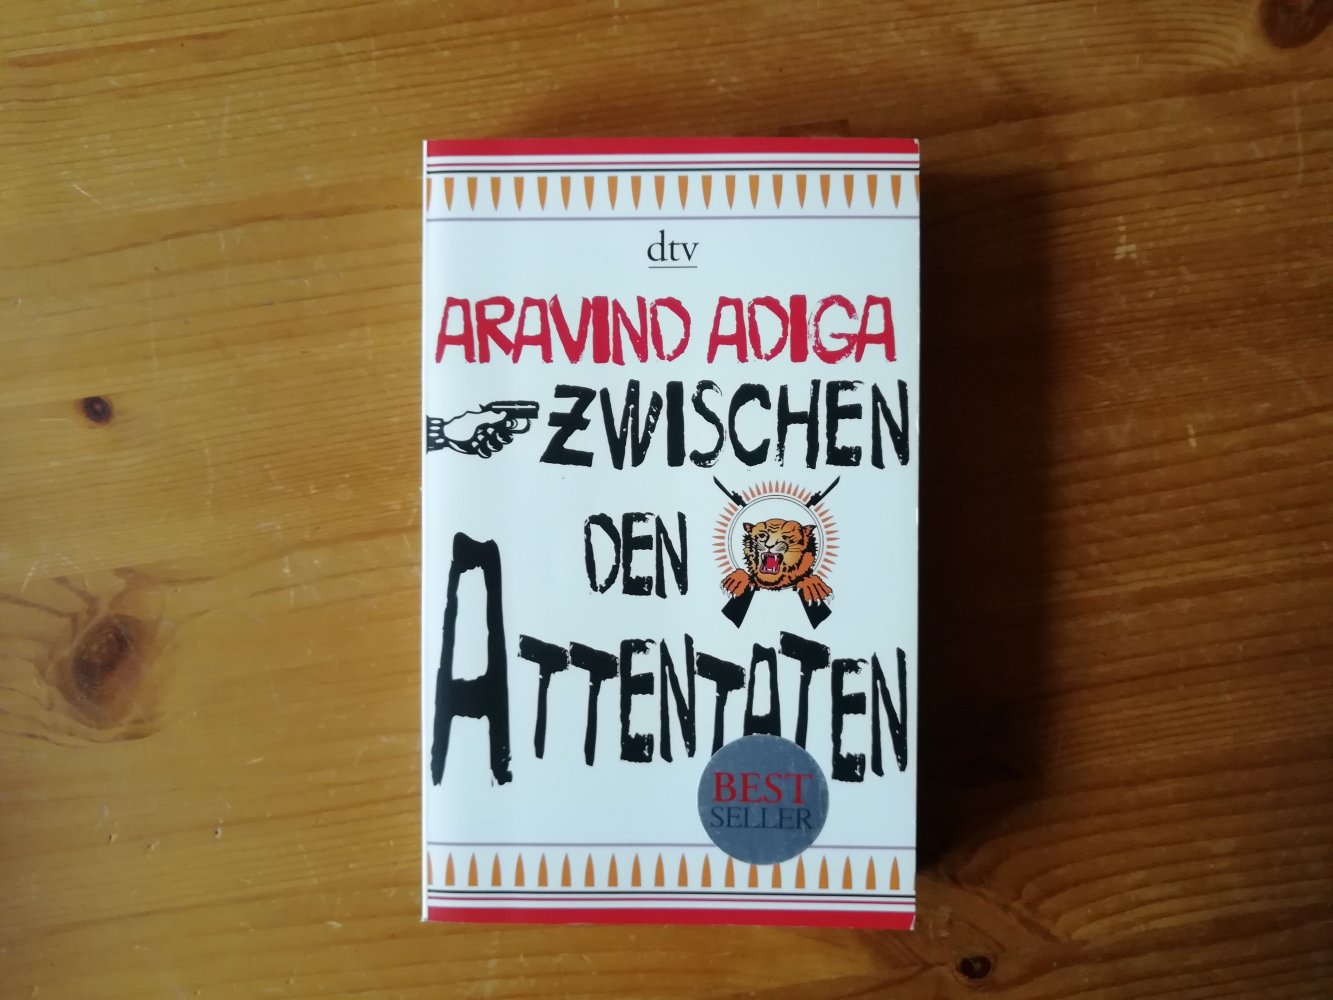 dtv
ARAVIND ADIGA
ZWISCHEN
DEN
ATTENTATEN
BEST
SELLER